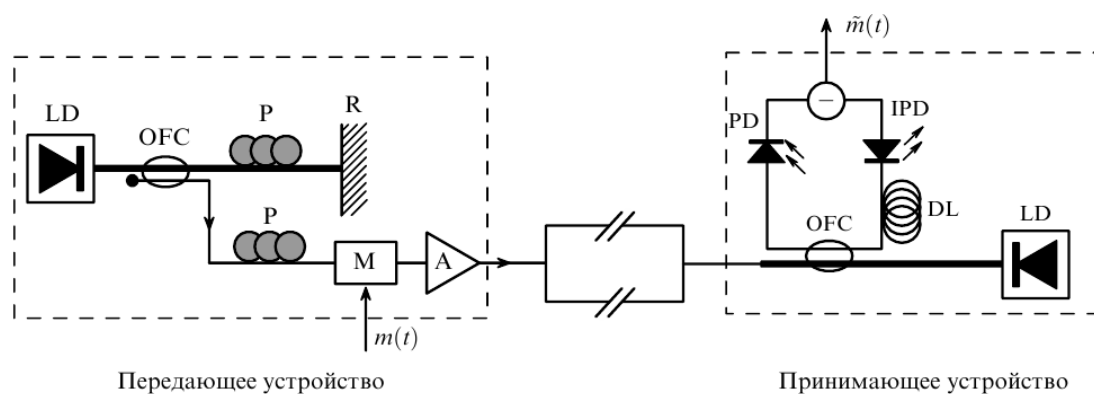 LD
OFC
P
R
P
M
A
m(t)
Передающее устройство
m̃(t)
PD
IPD
OFC
DL
LD
Принимающее устройство